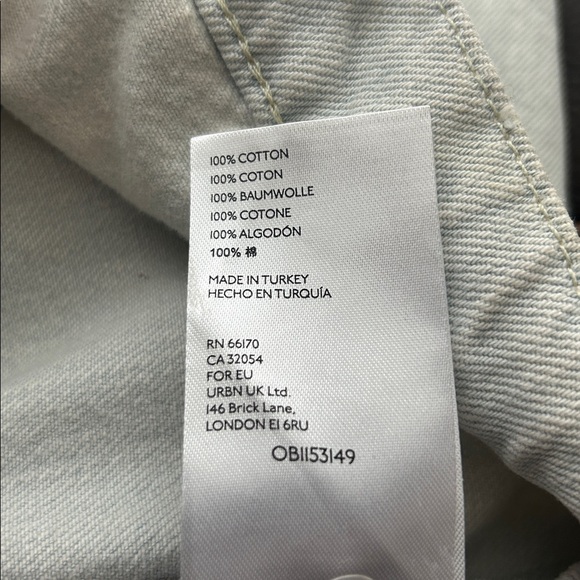 100% COTTON
100% COTON
100% BAUMWOLLE
100% COTONE
100% ALGODÓN
100% 棉
MADE IN TURKEY
HECHO EN TURQUÍA
RN 66170
CA 32054
FOR EU
URBN UK Ltd.
146 Brick Lane,
LONDON E1 6RU
OB1153149